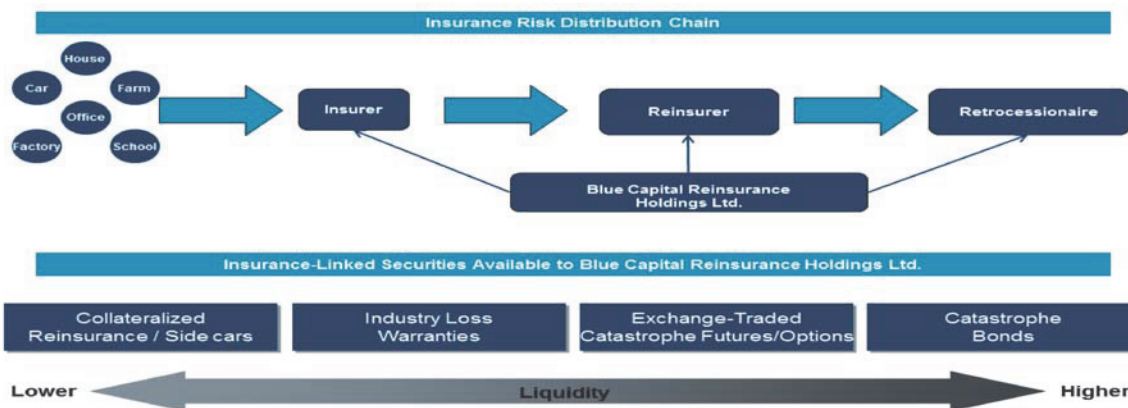 Insurance Risk Distribution Chain
House
Car
Farm
Office
Factory
School
Insurer
Reinsurer
Retrocessionaire
Blue Capital Reinsurance
Holdings Ltd.
Insurance-Linked Securities Available to Blue Capital Reinsurance Holdings Ltd.
Collateralized
Reinsurance / Side cars
Industry Loss
Warranties
Exchange-Traded
Catastrophe Futures/Options
Catastrophe
Bonds
Lower
Liquidity
Higher